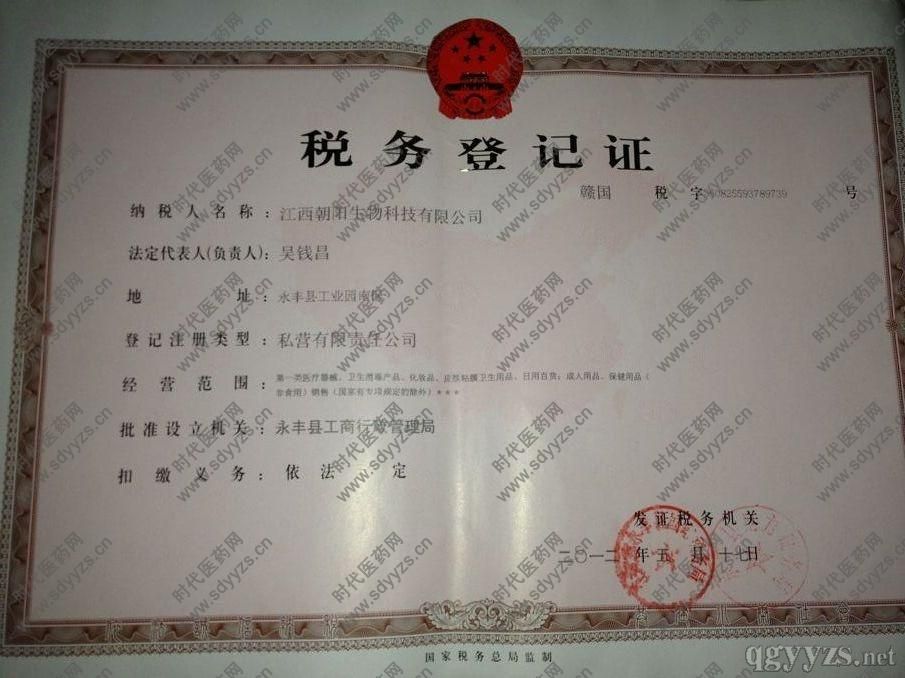 税务登记证
赣国 税 字 360825593789739 号
纳税人名称：江西朝阳生物科技有限公司
法定代表人(负责人)：吴钱昌
地 址：永丰县工业园南区
登记注册类型：私营有限责任公司
经营范围：第一类医疗器械、卫生消毒产品、化妆品、皮肤粘膜卫生用品、日用百货；成人用品、保健用品（
非食用）销售（国家有专项规定的除外）***
批准设立机关：永丰县工商行政管理局
扣缴义务：依法 定
发证税务机关
二〇一二 年 五 月 十七日
国家税务总局监制
时代医药网
www.sdyyzs.cn
qgyyzs.net